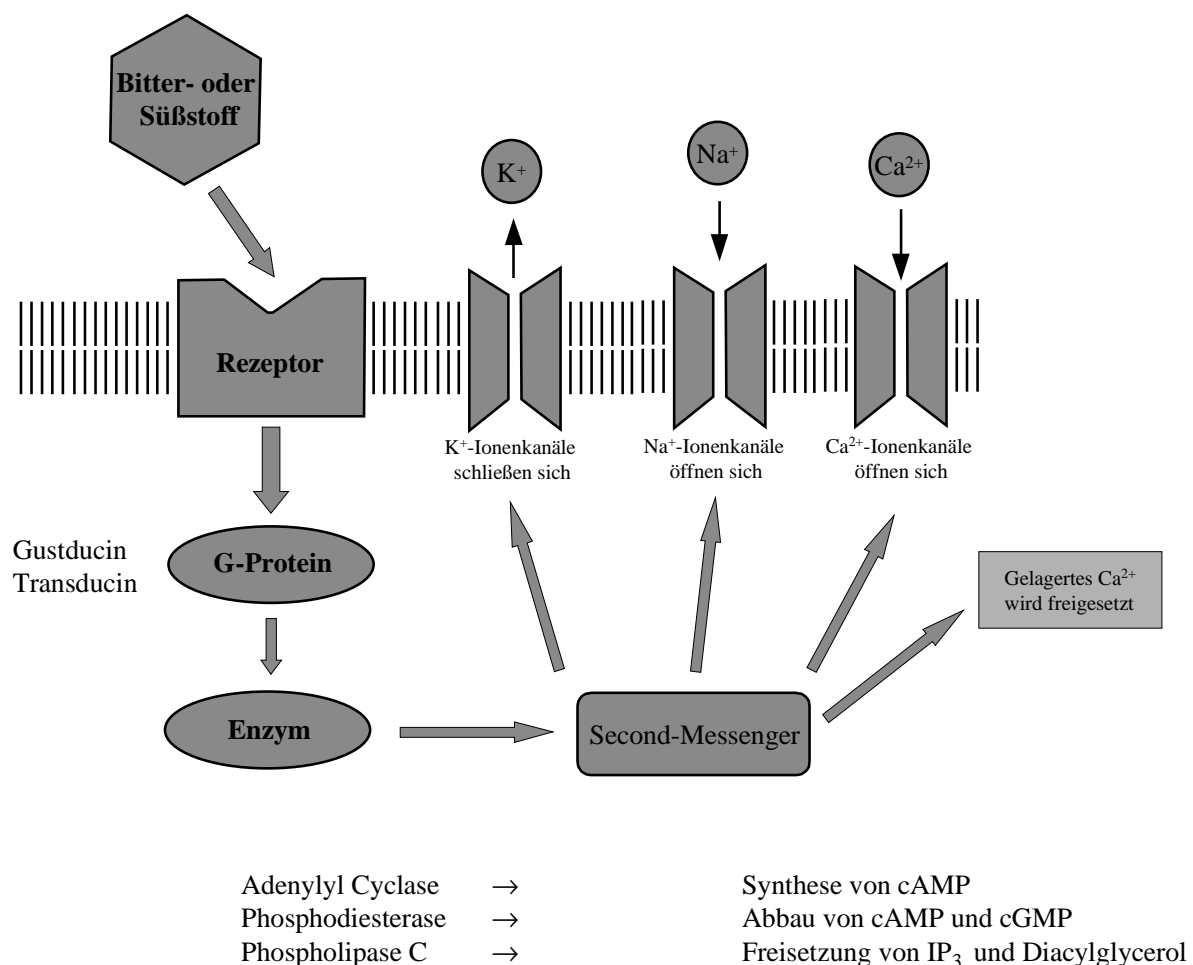 Bitter- oder
Süßstoff
K⁺
Na⁺
Ca²⁺
Rezeptor
K⁺-Ionenkanäle
schließen sich
Na⁺-Ionenkanäle
öffnen sich
Ca²⁺-Ionenkanäle
öffnen sich
Gustducin
Transducin
G-Protein
Gelagertes Ca²⁺
wird freigesetzt
Enzym
Second-Messenger
Adenylyl Cyclase → Synthese von cAMP
Phosphodiesterase → Abbau von cAMP und cGMP
Phospholipase C → Freisetzung von IP₃ und Diacylglycerol